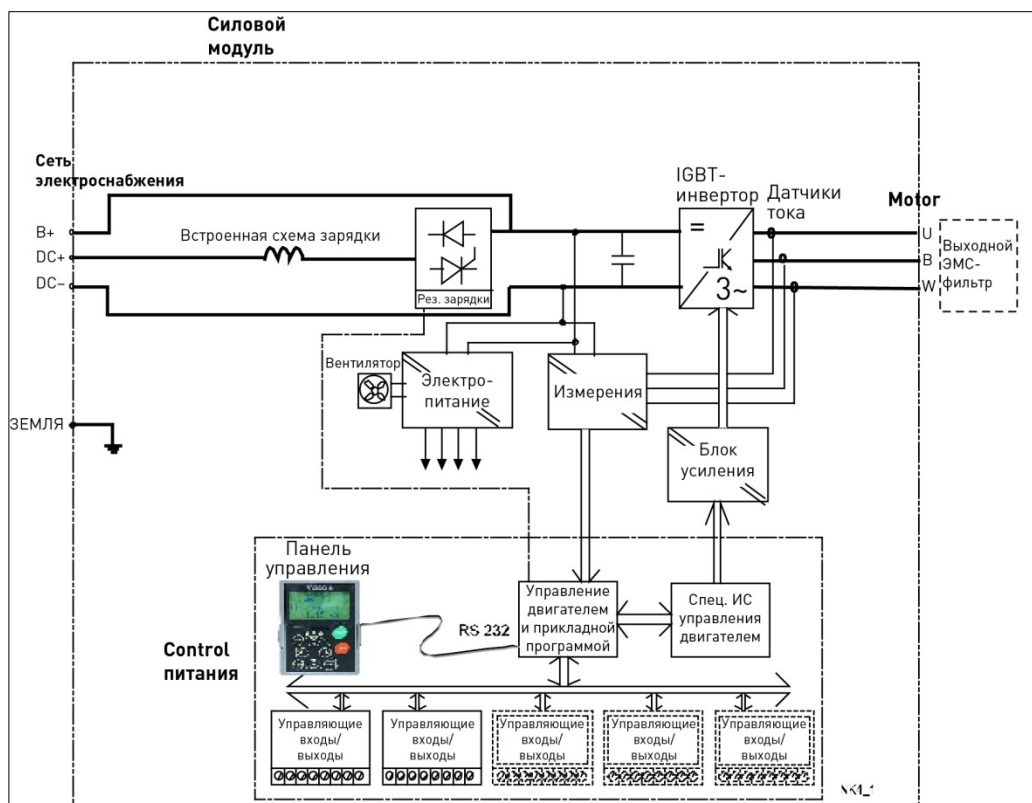 Силовой
модуль
Сеть
электроснабжения
IGBT-
инвертор
Датчики
тока
Motor
B+
DC+
DC−
Встроенная схема зарядки
Рез. зарядки
=
3~
U
B
W
Выходной
ЭМС-
фильтр
Вентилятор
Электро-
питание
Измерения
ЗЕМЛЯ
Блок
усиления
Панель
управления
RS 232
Управление
двигателем
и прикладной
программой
Спец. ИС
управления
двигателем
Control
питания
Управляющие
входы/
выходы
Управляющие
входы/
выходы
Управляющие
входы/
выходы
Управляющие
входы/
выходы
Управляющие
входы/
выходы